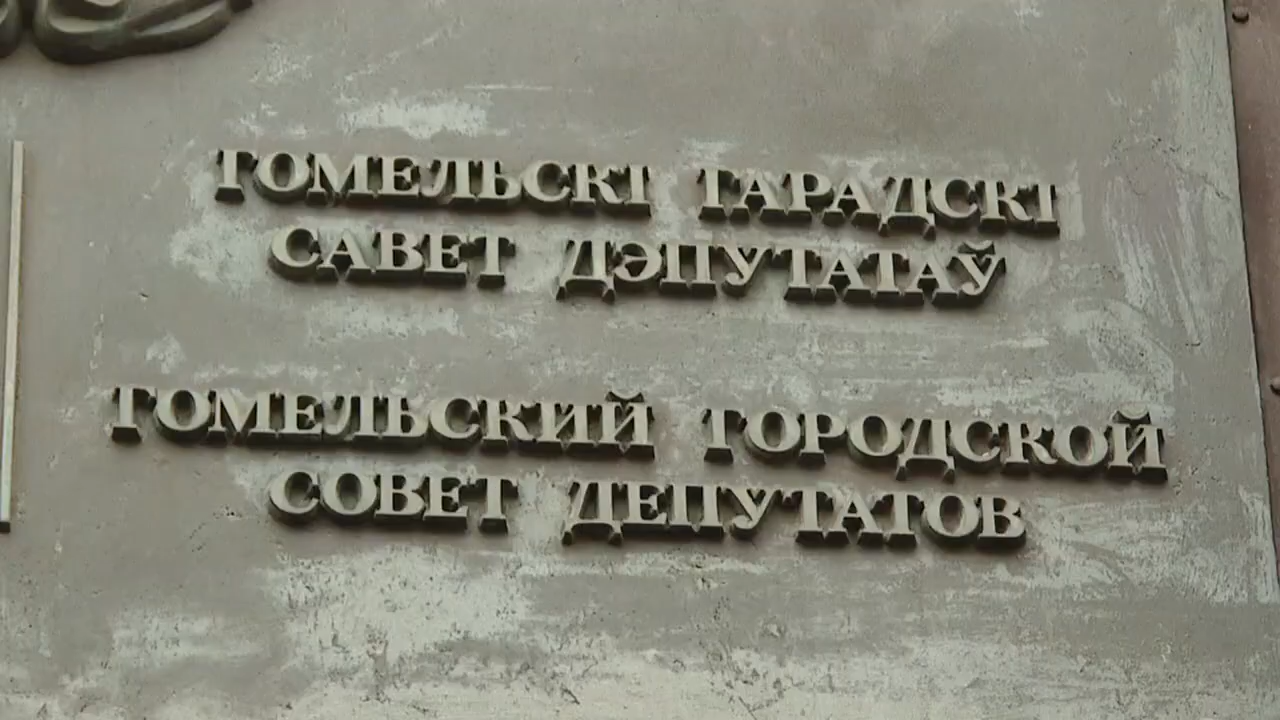 ГОМЕЛЬСКІ ГАРАДСКІ
САВЕТ ДЭПУТАТАЎ
ГОМЕЛЬСКИЙ ГОРОДСКОЙ
СОВЕТ ДЕПУТАТОВ